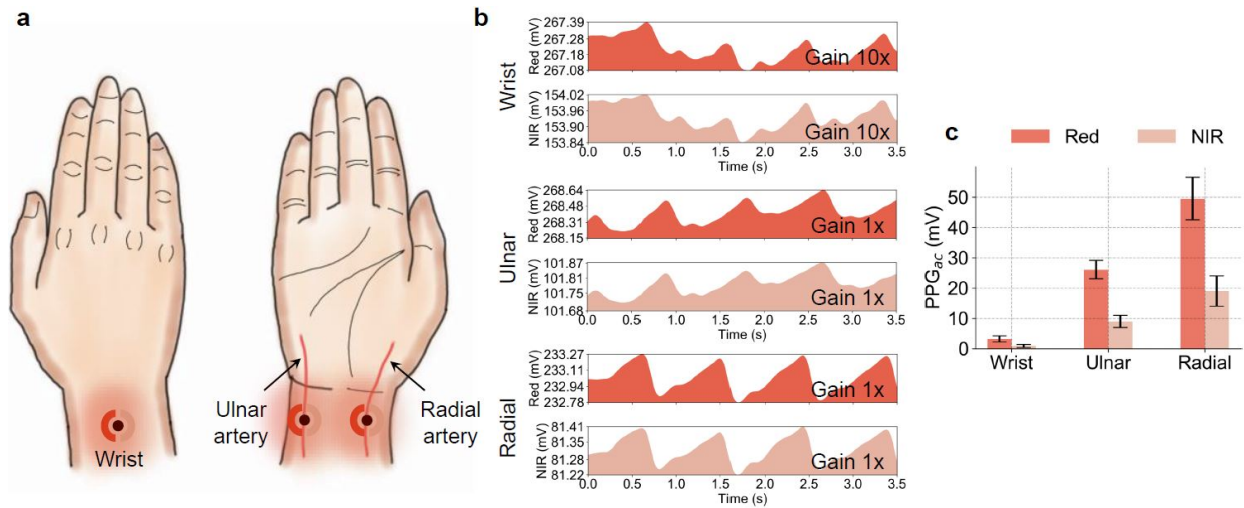 a
Wrist
Ulnar
artery
Radial
artery
b
Wrist
Red (mV)
267.39
267.28
267.18
267.08
Gain 10x
NIR (mV)
154.02
153.96
153.90
153.84
Gain 10x
0.0 0.5 1.0 1.5 2.0 2.5 3.0 3.5
Time (s)
Ulnar
Red (mV)
268.64
268.48
268.31
268.15
Gain 1x
NIR (mV)
101.87
101.81
101.75
101.68
Gain 1x
0.0 0.5 1.0 1.5 2.0 2.5 3.0 3.5
Time (s)
Radial
Red (mV)
233.27
233.11
232.94
232.78
Gain 1x
NIR (mV)
81.41
81.35
81.28
81.22
Gain 1x
0.0 0.5 1.0 1.5 2.0 2.5 3.0 3.5
Time (s)
c
Red NIR
PPGac (mV)
50
40
30
20
10
0
Wrist Ulnar Radial